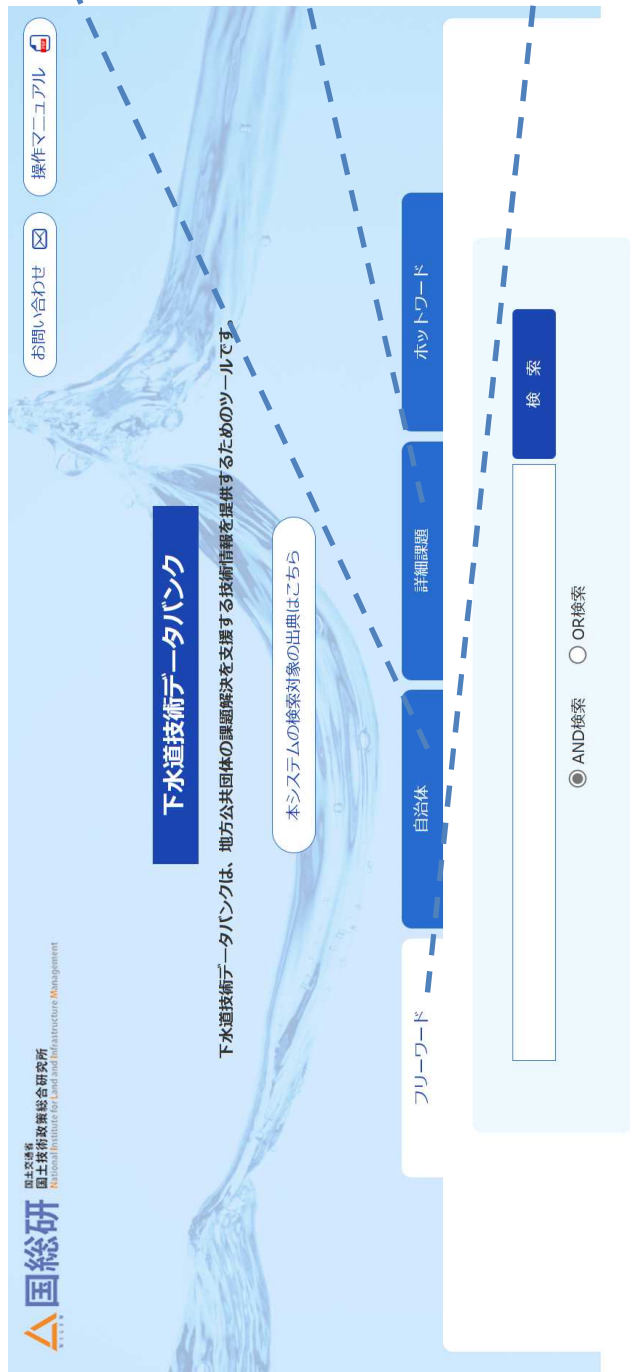 国総研
NILIM
国土交通省
国土技術政策総合研究所
National Institute for Land and Infrastructure Management
お問い合わせ
操作マニュアル
下水道技術データバンク
下水道技術データバンクは、地方公共団体の課題解決を支援する技術情報を提供するためのツールです。
本システムの検索対象の出典はこちら
フリーワード 自治体 詳細課題 ホットワード
検 索
AND検索 OR検索